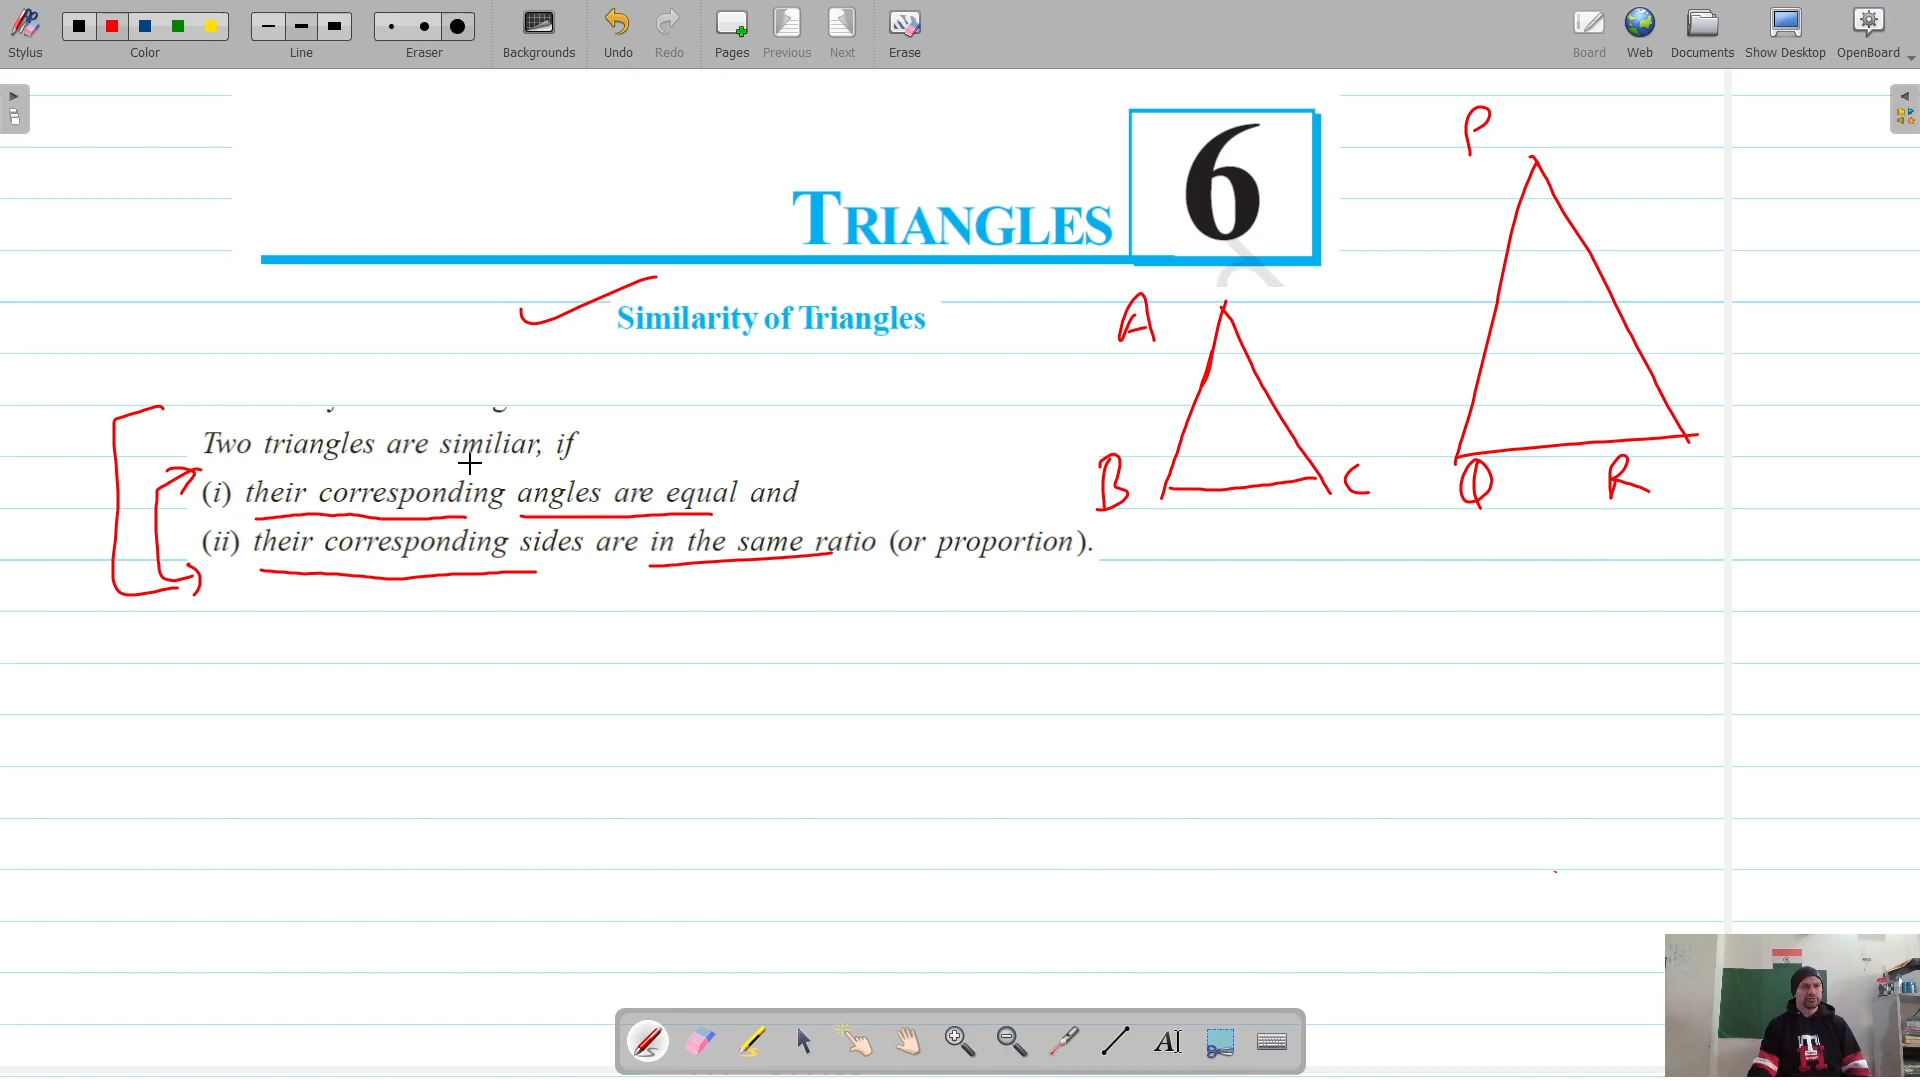 Stylus Color Line Eraser Backgrounds Undo Redo Pages Previous Next Erase Board Web Documents Show Desktop OpenBoard
6
TRIANGLES
Similarity of Triangles
P
A
B C Q R
Two triangles are similiar, if
(i) their corresponding angles are equal and
(ii) their corresponding sides are in the same ratio (or proportion).